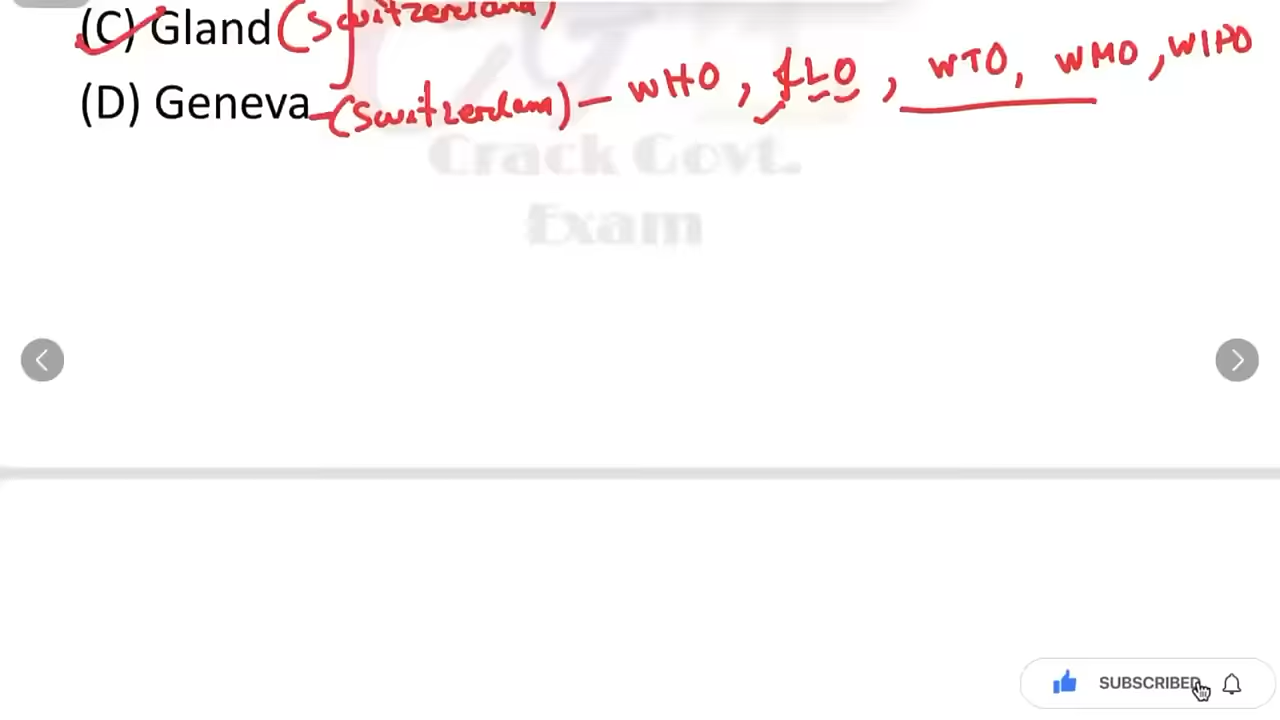 (C) Gland (Switzerland)
(D) Geneva - (Switzerland) - WHO, ILO, WTO, WMO, WIPO
Crack Govt.
Exam
SUBSCRIBED